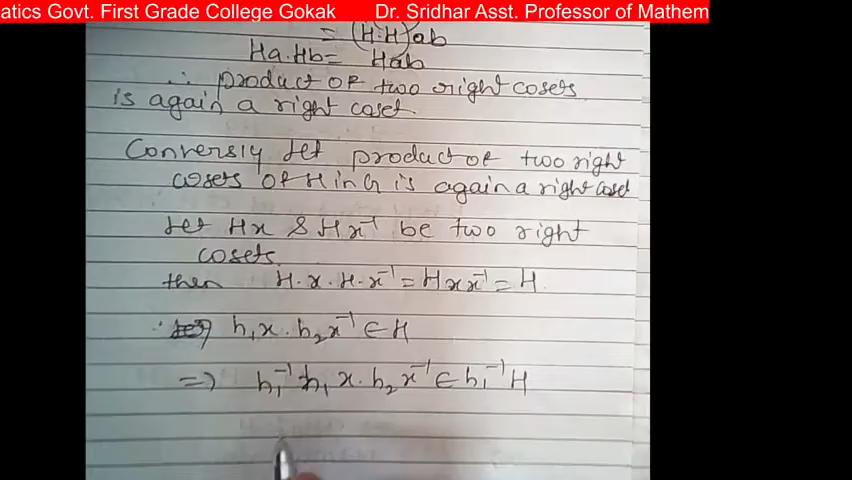 atics Govt. First Grade College Gokak Dr. Sridhar Asst. Professor of Mathem
= (H·H)ab
Ha.Hb= Hab
∴ product of two right cosets
is again a right coset.
Conversly let product of two right
cosets of H in G is again a right coset
let Hx & Hx⁻¹ be two right
cosets.
then H·x·H·x⁻¹ = Hxx⁻¹ = H.
h₁x·h₂x⁻¹ ∈ H
=> h₁⁻¹h₁x·h₂x⁻¹ ∈ h₁⁻¹H